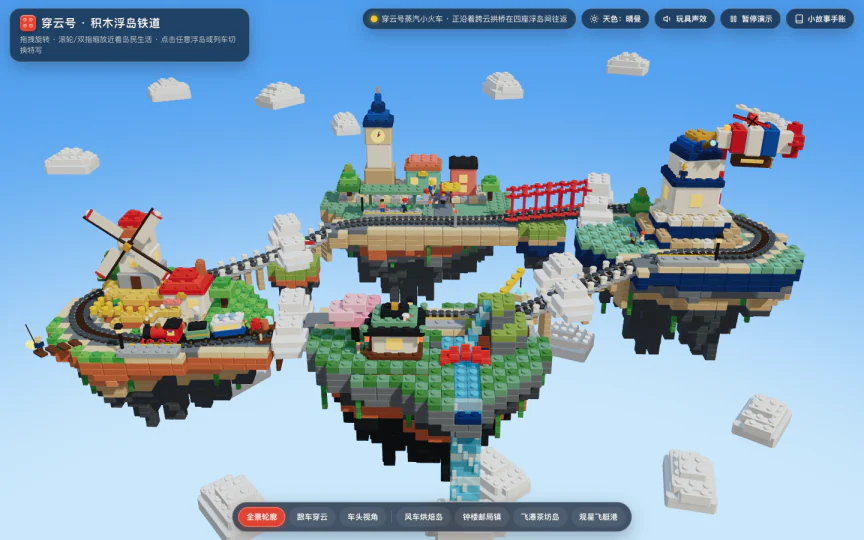 穿云号 · 积木浮岛铁道
拖拽旋转 · 滚轮/双指缩放近看岛民生活 · 点击任意浮岛或列车切
换特写
穿云号蒸汽小火车 · 正沿着跨云拱桥在四座浮岛间往返
天色：晴昼
玩具声效
暂停演示
小故事手账
全景轮廓
跟车穿云
车头视角
风车烘焙岛
钟楼邮局镇
飞瀑茶坊岛
观星飞艇港